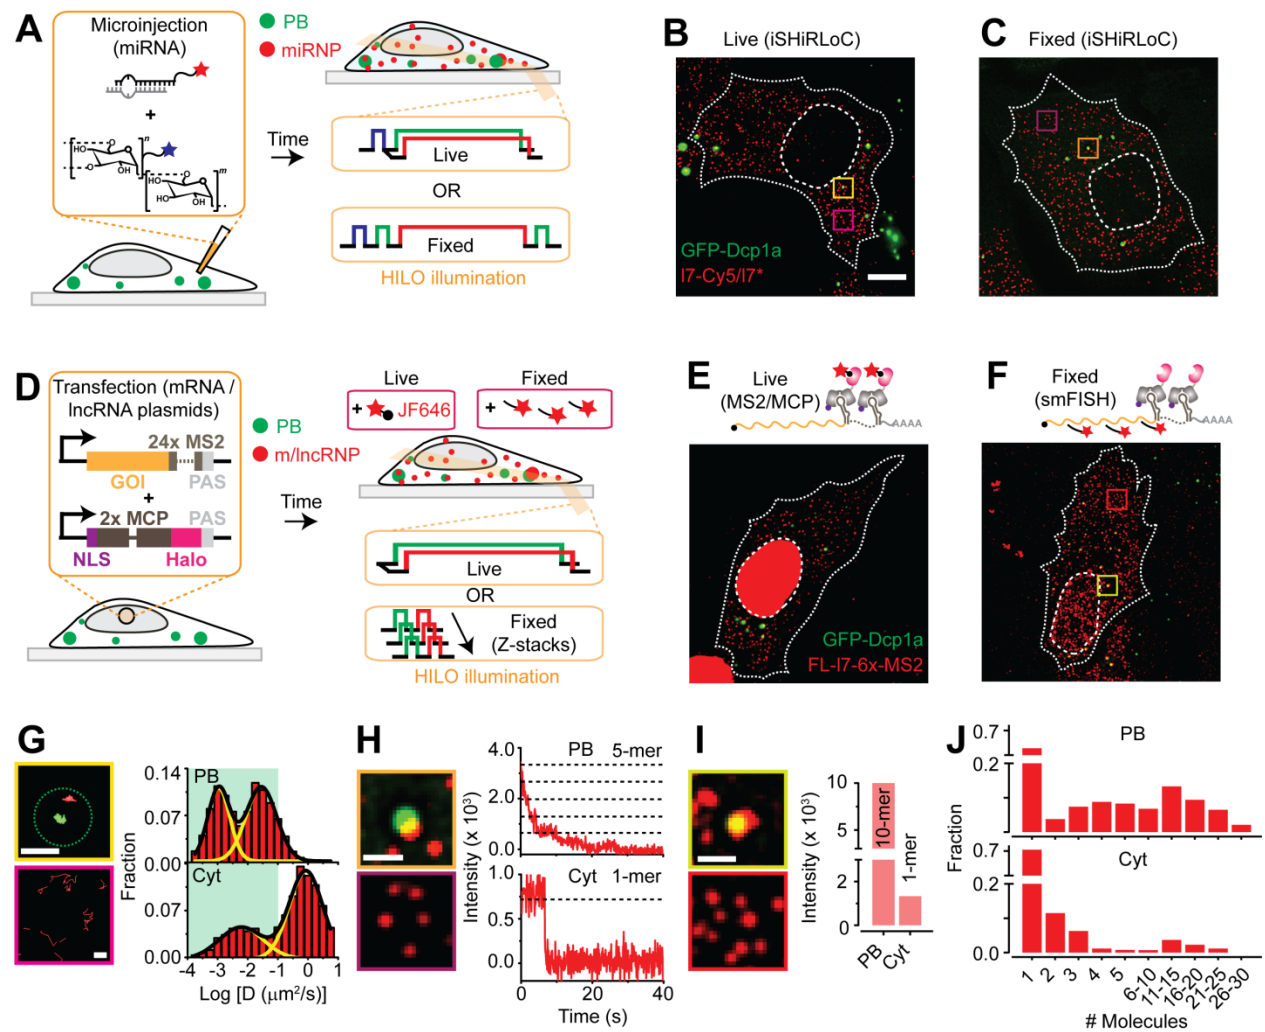 A
Microinjection
(miRNA)
+
n
HO
O
OH
m
HO
O
OH
PB
miRNP
Time
Live
OR
Fixed
HILO illumination
B
Live (iSHiRLoC)
GFP-Dcp1a
l7-Cy5/l7*
C
Fixed (iSHiRLoC)
D
Transfection (mRNA /
lncRNA plasmids)
24x MS2
GOI
PAS
+
2x MCP
PAS
NLS
Halo
PB
m/lncRNP
Time
Live
+ JF646
Fixed
+
Live
OR
Fixed
(Z-stacks)
HILO illumination
E
Live
(MS2/MCP)
AAAA
GFP-Dcp1a
FL-l7-6x-MS2
F
Fixed
(smFISH)
AAAA
G
Fraction
0.14
0.07
0.00
PB
0.07
0.00
Cyt
-4 -3 -2 -1 0 1
Log [D (μm²/s)]
H
Intensity (x 10³)
4.0
2.0
0.0
PB 5-mer
1.0
0.5
0.0
Cyt 1-mer
0 20 40
Time (s)
I
Intensity (x 10³)
10
5
2
0
10-mer
1-mer
PB
Cyt
J
Fraction
0.7
0.2
0.0
PB
0.7
0.2
0.0
Cyt
1
2
3
4
5
6-10
11-15
16-20
21-25
26-30
# Molecules